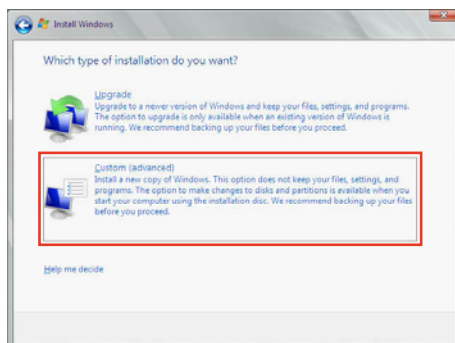 Install Windows
Which type of installation do you want?
Upgrade
Upgrade to a newer version of Windows and keep your files, settings, and programs.
The option to upgrade is only available when an existing version of Windows is
running. We recommend backing up your files before you proceed.
Custom (advanced)
Install a new copy of Windows. This option does not keep your files, settings, and
programs. The option to make changes to disks and partitions is available when you
start your computer using the installation disc. We recommend backing up your files
before you proceed.
Help me decide